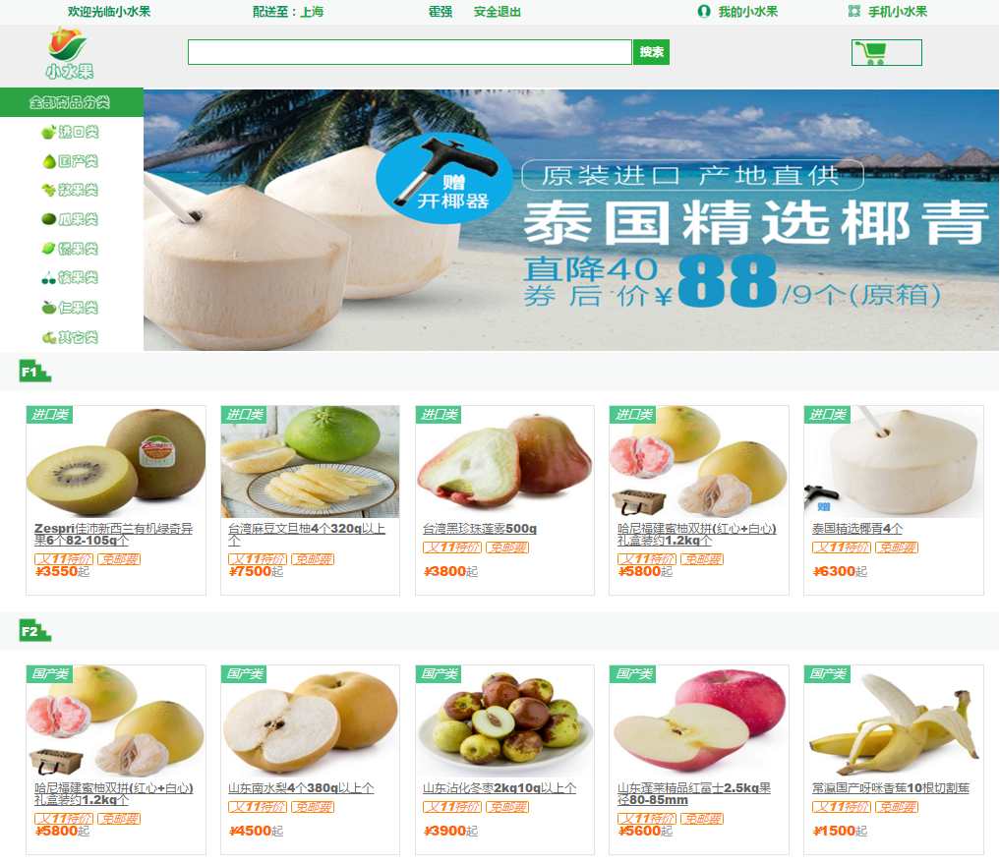 欢迎光临小水果 配送至：上海 霍强 安全退出 我的小水果 手机小水果
小水果
搜索
全部商品分类
进口类
国产类
浆果类
瓜果类
橘果类
核果类
仁果类
其它类
赠
开椰器
原装进口 产地直供
泰国精选椰青
直降40
券后价¥88/9个(原箱)
F1
进口类
Zespri佳沛新西兰有机绿奇异
果6个82-105g个
双11特价 免邮费
¥3550起
进口类
台湾麻豆文旦柚4个320g以上
个
双11特价 免邮费
¥7500起
进口类
台湾黑珍珠莲雾500g
双11特价 免邮费
¥3800起
进口类
哈尼福建蜜柚双拼(红心+白心)
礼盒装约1.2kg个
双11特价 免邮费
¥5800起
进口类
赠
泰国精选椰青4个
双11特价 免邮费
¥6300起
F2
国产类
哈尼福建蜜柚双拼(红心+白心)
礼盒装约1.2kg个
双11特价 免邮费
¥5800起
国产类
山东南水梨4个380g以上个
双11特价 免邮费
¥4500起
国产类
山东沾化冬枣2kg10g以上个
双11特价 免邮费
¥3900起
国产类
山东蓬莱精品红富士2.5kg果
径80-85mm
双11特价 免邮费
¥5600起
国产类
常瀛国产呀咪香蕉10根切割蕉
双11特价 免邮费
¥1500起